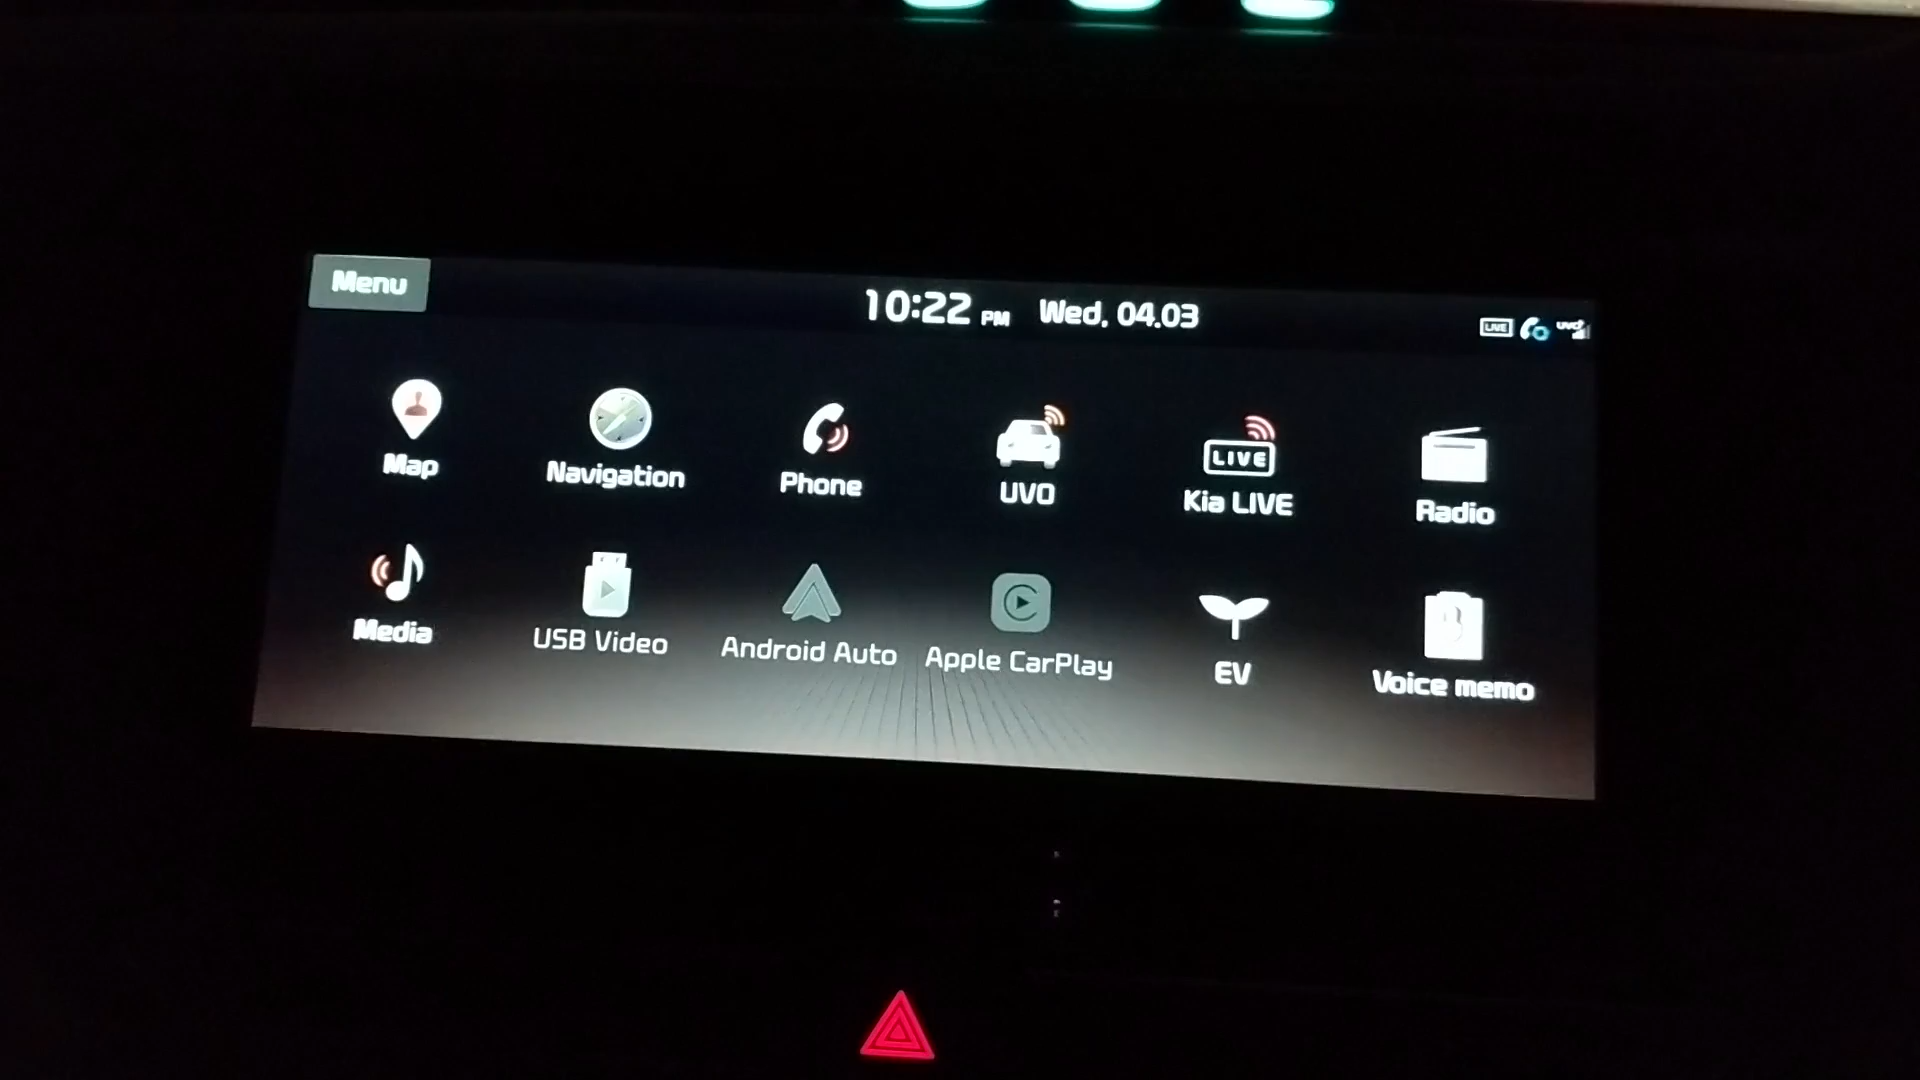 Menu
10:22 PM Wed, 04.03
LIVE UVO
Map
Navigation
Phone
UVO
LIVE
Kia LIVE
Radio
Media
USB Video
Android Auto
Apple CarPlay
EV
Voice memo